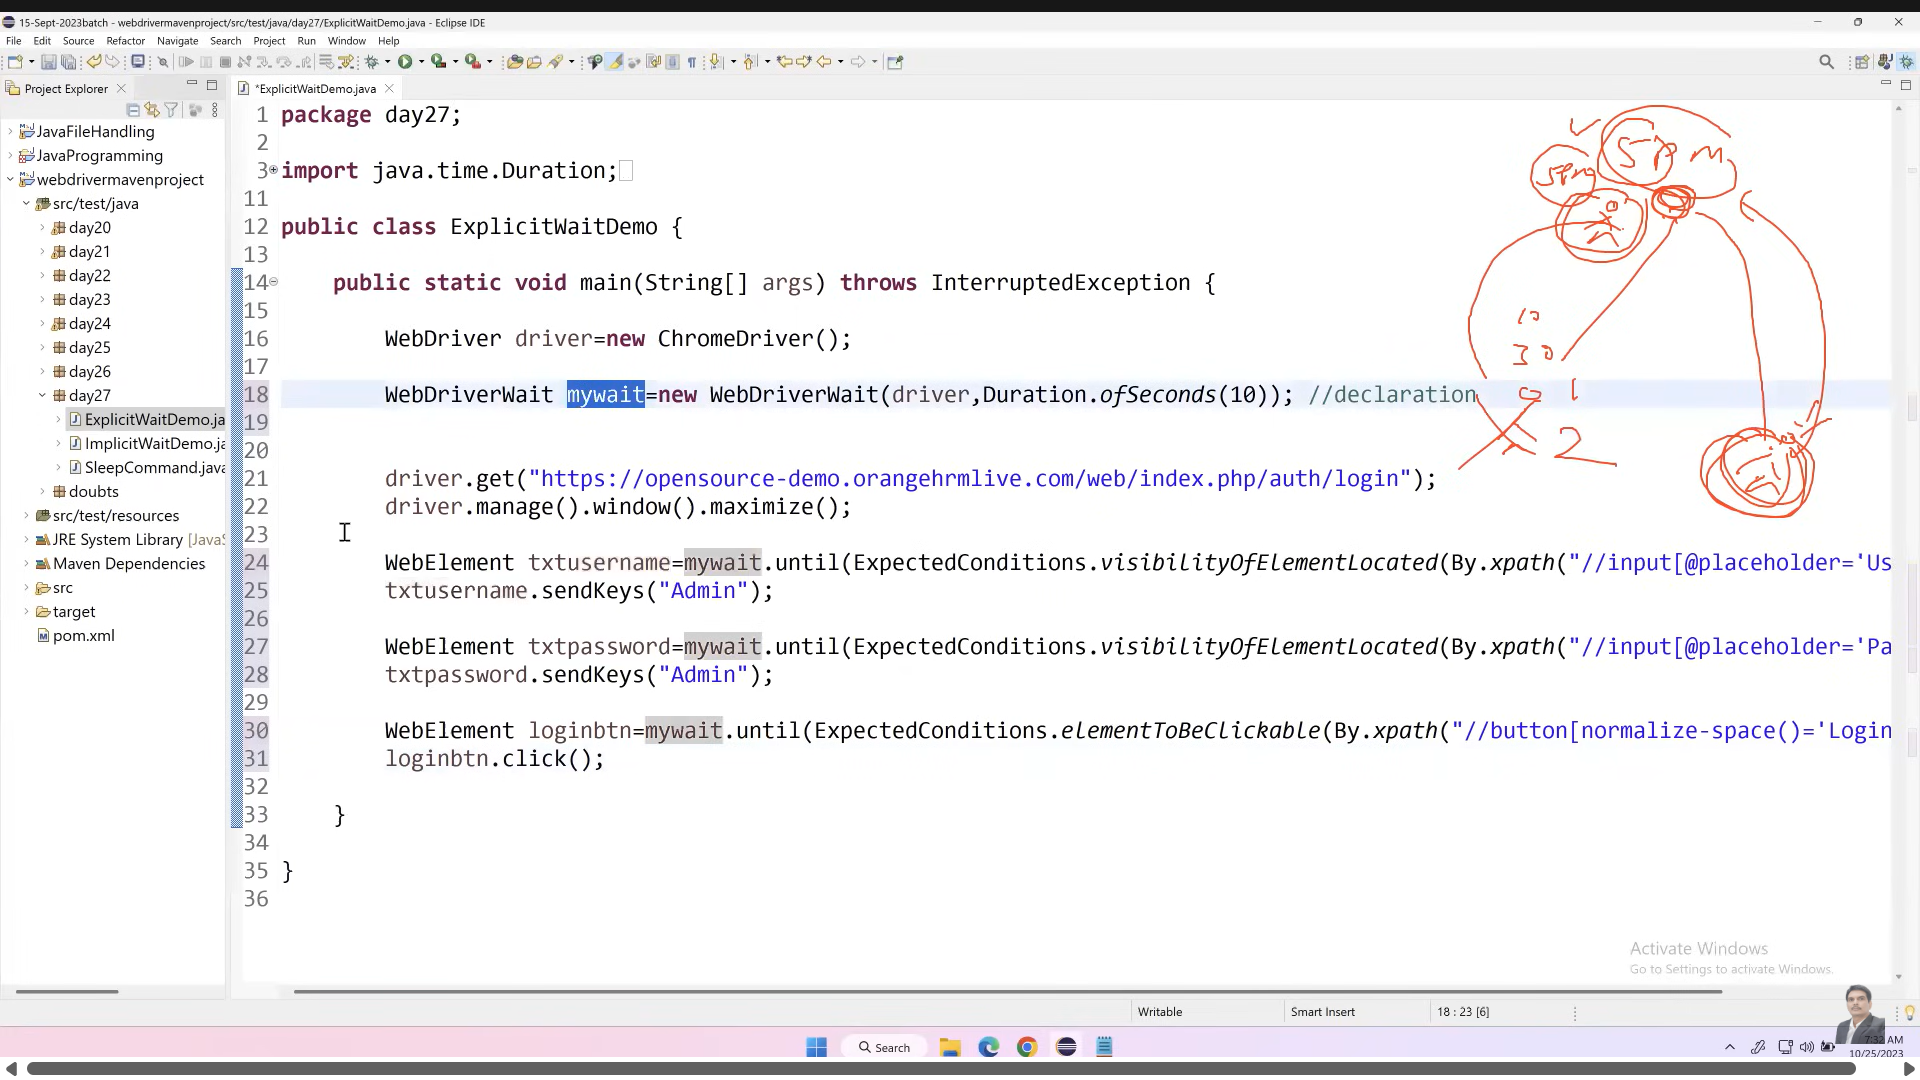 15-Sept-2023batch - webdrivermavenproject/src/test/java/day27/ExplicitWaitDemo.java - Eclipse IDE
File Edit Source Refactor Navigate Search Project Run Window Help
Project Explorer
*ExplicitWaitDemo.java
JavaFileHandling
JavaProgramming
webdrivermavenproject
src/test/java
day20
day21
day22
day23
day24
day25
day26
day27
ExplicitWaitDemo.ja
ImplicitWaitDemo.j
SleepCommand.java
doubts
src/test/resources
JRE System Library [Java
Maven Dependencies
src
target
pom.xml
1 package day27;
2
3 import java.time.Duration;
11
12 public class ExplicitWaitDemo {
13
14 public static void main(String[] args) throws InterruptedException {
15
16 WebDriver driver=new ChromeDriver();
17
18 WebDriverWait mywait=new WebDriverWait(driver,Duration.ofSeconds(10)); //declaration
19
20
21 driver.get("https://opensource-demo.orangehrmlive.com/web/index.php/auth/login");
22 driver.manage().window().maximize();
23
24 WebElement txtusername=mywait.until(ExpectedConditions.visibilityOfElementLocated(By.xpath("//input[@placeholder='Us
25 txtusername.sendKeys("Admin");
26
27 WebElement txtpassword=mywait.until(ExpectedConditions.visibilityOfElementLocated(By.xpath("//input[@placeholder='Pa
28 txtpassword.sendKeys("Admin");
29
30 WebElement loginbtn=mywait.until(ExpectedConditions.elementToBeClickable(By.xpath("//button[normalize-space()='Login
31 loginbtn.click();
32
33 }
34
35 }
36
5pm
5pm
10
30
1
2
Activate Windows
Go to Settings to activate Windows.
Writable
Smart Insert
18 : 23 [6]
Search
7:32 AM
10/25/2023